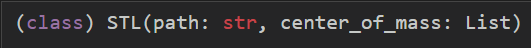 (class) STL(path: str, center_of_mass: List)